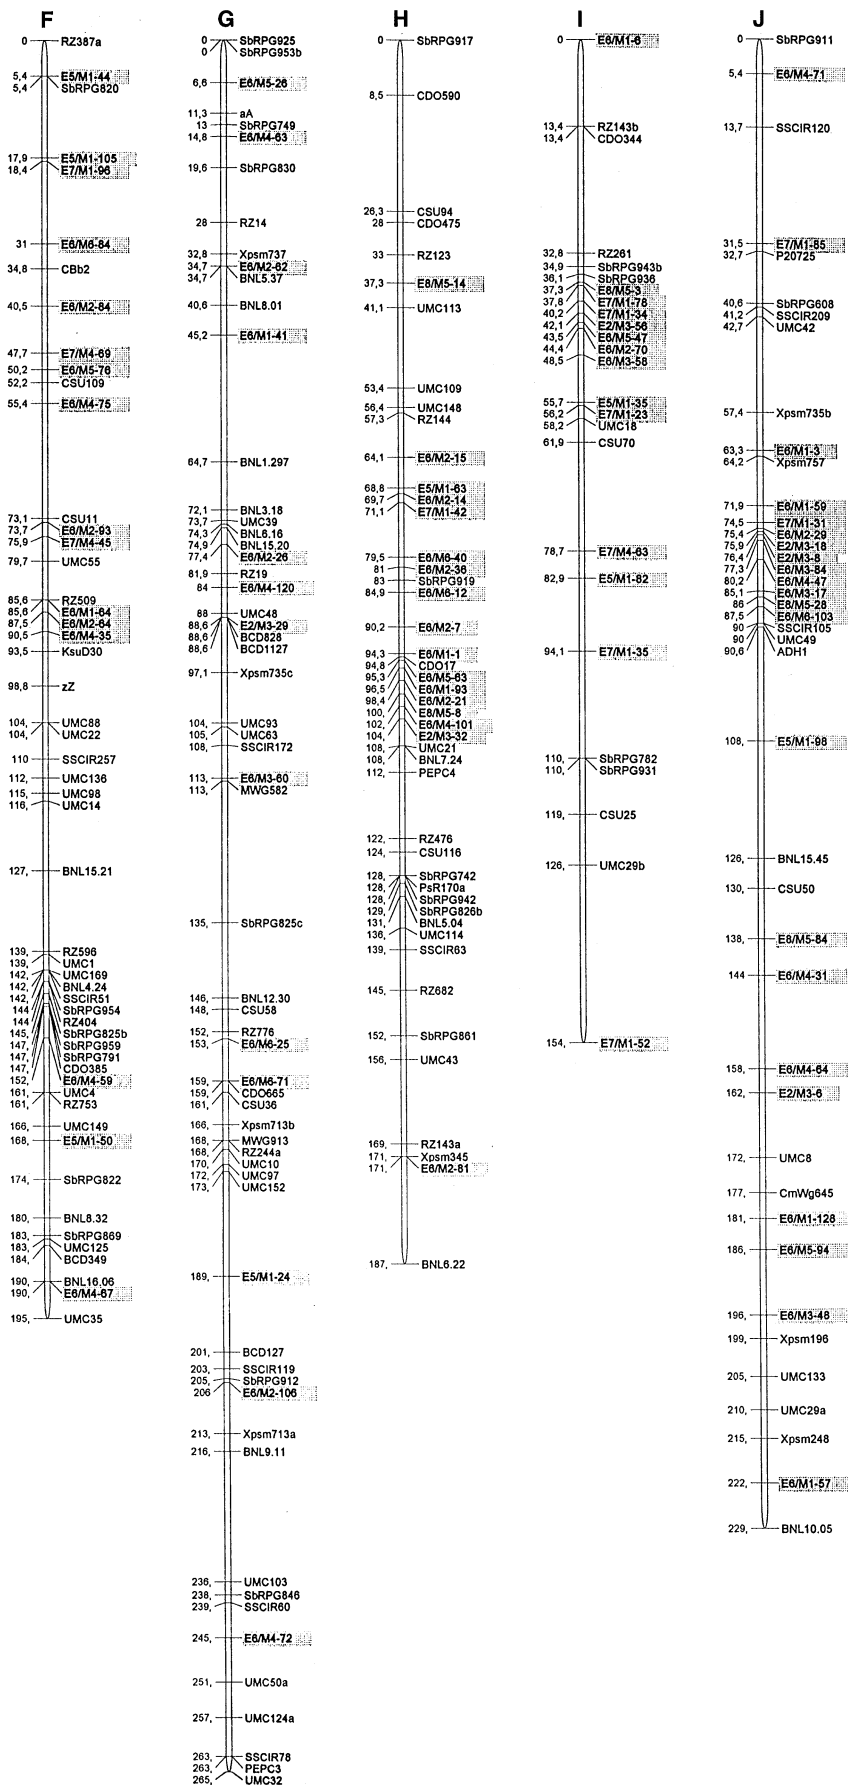 F
0 RZ387a
5,4 E5/M1-44
5,4 SbRPG820
17,9 E5/M1-105
18,4 E7/M1-96
31 E6/M6-84
34,8 CBb2
40,5 E6/M2-84
47,7 E7/M4-69
50,2 E6/M5-76
52,2 CSU109
55,4 E6/M4-75
73,1 CSU11
73,7 E6/M2-93
75,9 E7/M4-45
79,7 UMC55
85,6 RZ509
85,6 E6/M1-64
87,5 E6/M2-64
90,5 E6/M4-35
93,5 KsuD30
98,8 zZ
104, UMC88
104, UMC22
110 SSCIR257
112, UMC136
115, UMC98
116, UMC14
127, BNL15.21
139, RZ596
139, UMC1
142, UMC169
142, BNL4.24
142, SSCIR51
144 SbRPG954
144 RZ404
145, SbRPG825b
147, SbRPG959
147, SbRPG791
147, CDO385
152, E6/M4-59
161, UMC4
161, RZ753
166, UMC149
168, E5/M1-50
174, SbRPG822
180, BNL8.32
183, SbRPG869
183, UMC125
184, BCD349
190, BNL16.06
190, E6/M4-67
195, UMC35
G
0 SbRPG925
0 SbRPG953b
6,6 E6/M5-26
11,3 aA
13 SbRPG749
14,8 E6/M4-63
19,6 SbRPG830
28 RZ14
32,8 Xpsm737
34,7 E6/M2-62
34,7 BNL5.37
40,6 BNL8.01
45,2 E6/M1-41
64,7 BNL1.297
72,1 BNL3.18
73,7 UMC39
74,3 BNL6.16
74,9 BNL15.20
77,4 E6/M2-26
81,9 RZ19
84 E6/M4-120
88 UMC48
88,6 E2/M3-29
88,6 BCD828
88,6 BCD1127
97,1 Xpsm735c
104, UMC93
105, UMC63
108, SSCIR172
113, E6/M3-60
113, MWG582
135, SbRPG825c
146, BNL12.30
148, CSU58
152, RZ776
153, E6/M6-25
159, E6/M6-71
159, CDO665
161, CSU36
166, Xpsm713b
168, MWG913
168, RZ244a
170, UMC10
172, UMC97
173, UMC152
189, E5/M1-24
201, BCD127
203, SSCIR119
205, SbRPG912
206 E6/M2-106
213, Xpsm713a
216, BNL9.11
236, UMC103
238, SbRPG846
239, SSCIR60
245, E6/M4-72
251, UMC50a
257, UMC124a
263, SSCIR78
263, PEPC3
265, UMC32
H
0 SbRPG917
8,5 CDO590
26,3 CSU94
28 CDO475
33 RZ123
37,3 E8/M5-14
41,1 UMC113
53,4 UMC109
56,4 UMC148
57,3 RZ144
64,1 E6/M2-15
68,8 E5/M1-63
69,7 E6/M2-14
71,1 E7/M1-42
79,5 E6/M6-40
81 E6/M2-36
83 SbRPG919
84,9 E6/M6-12
90,2 E6/M2-7
94,3 E6/M1-1
94,8 CDO17
95,3 E6/M5-63
96,5 E6/M1-93
98,4 E6/M2-21
100, E8/M5-8
102, E6/M4-101
104, E2/M3-32
108, UMC21
108, BNL7.24
112, PEPC4
122, RZ476
124, CSU116
128, SbRPG742
128, PsR170a
128, SbRPG942
129, SbRPG826b
131, BNL5.04
136, UMC114
139, SSCIR63
145, RZ682
152, SbRPG861
156, UMC43
169, RZ143a
171, Xpsm345
171, E6/M2-81
187, BNL6.22
I
0 E6/M1-6
13,4 RZ143b
13,4 CDO344
32,8 RZ261
34,9 SbRPG943b
36,1 SbRPG936
37,3 E8/M5-3
37,8 E7/M1-78
40,2 E7/M1-34
42,1 E2/M3-56
43,5 E6/M5-47
44,4 E6/M2-70
48,5 E6/M3-58
55,7 E5/M1-35
56,2 E7/M1-23
58,2 UMC18
61,9 CSU70
78,7 E7/M4-63
82,9 E5/M1-82
94,1 E7/M1-35
110, SbRPG782
110, SbRPG931
119, CSU25
126, UMC29b
154, E7/M1-52
J
0 SbRPG911
5,4 E6/M4-71
13,7 SSCIR120
31,5 E7/M1-85
32,7 P20725
40,6 SbRPG608
41,2 SSCIR209
42,7 UMC42
57,4 Xpsm735b
63,3 E6/M1-3
64,2 Xpsm757
71,9 E6/M1-59
74,5 E7/M1-31
75,4 E6/M2-29
75,9 E2/M3-18
76,4 E2/M3-8
77,3 E6/M3-84
80,2 E6/M4-47
85,1 E6/M3-17
86 E8/M5-28
87,5 E6/M6-103
90 SSCIR105
90 UMC49
90,6 ADH1
108, E5/M1-98
126, BNL15.45
130, CSU50
138, E8/M5-84
144 E6/M4-31
158, E6/M4-64
162, E2/M3-6
172, UMC8
177, CmWg645
181, E6/M1-128
186, E6/M5-94
196, E6/M3-48
199, Xpsm196
205, UMC133
210, UMC29a
215, Xpsm248
222, E6/M1-57
229, BNL10.05